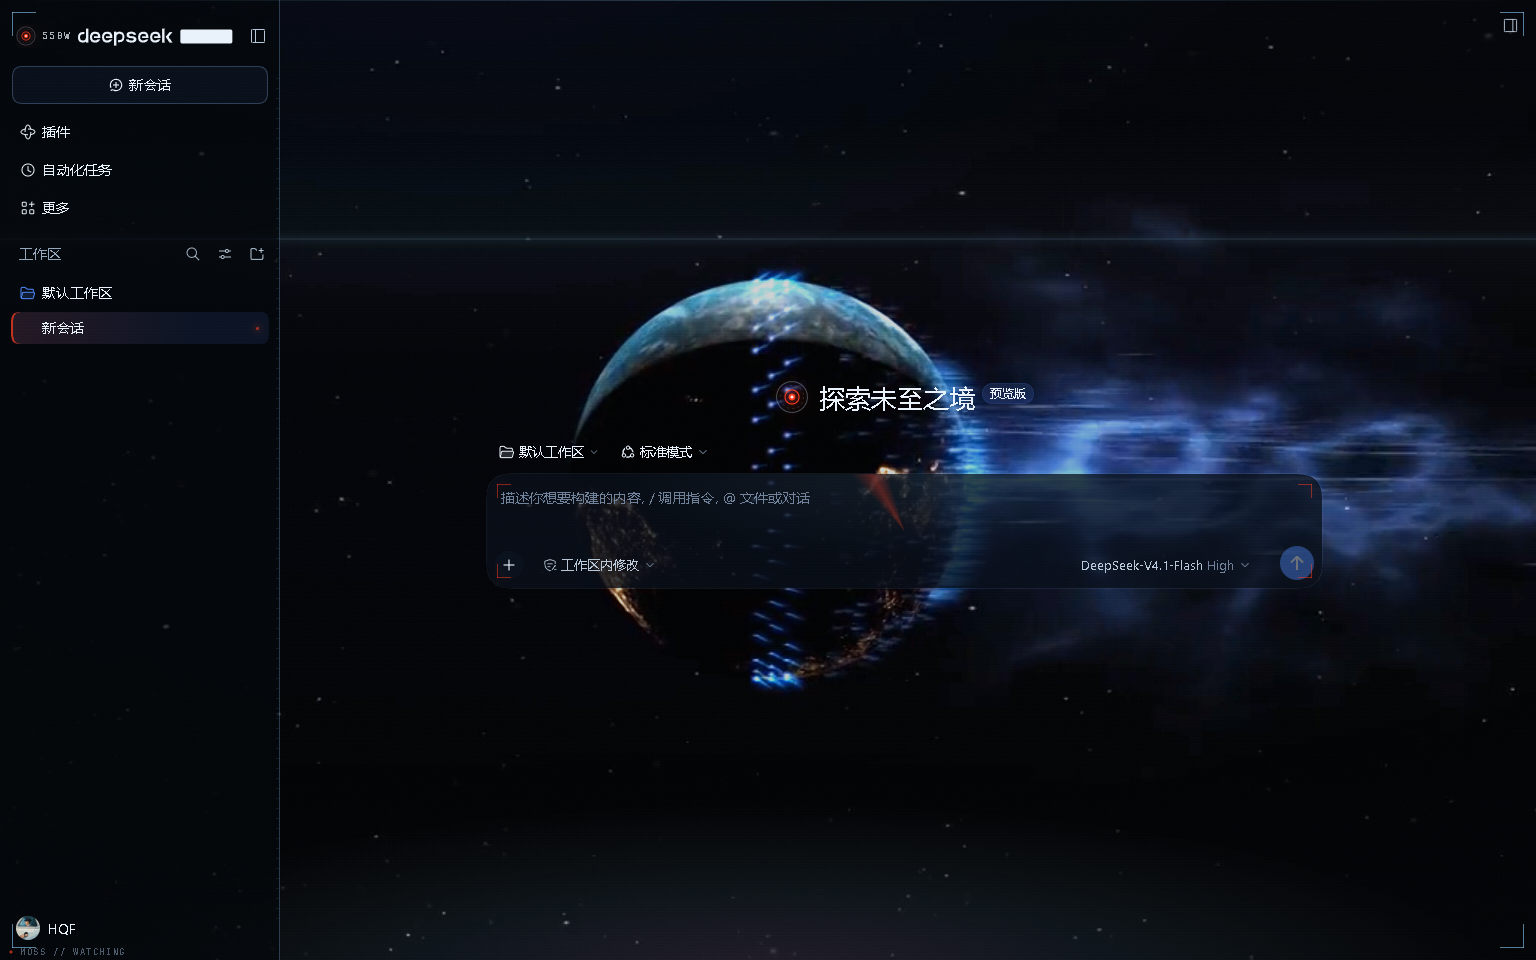 550W deepseek
新会话
插件
自动化任务
更多
工作区
默认工作区
新会话
探索未至之境 预览版
默认工作区 标准模式
描述你想要构建的内容, / 调用指令, @ 文件或对话
工作区内修改 DeepSeek-V4.1-Flash High
HQF
MOSS // WATCHING